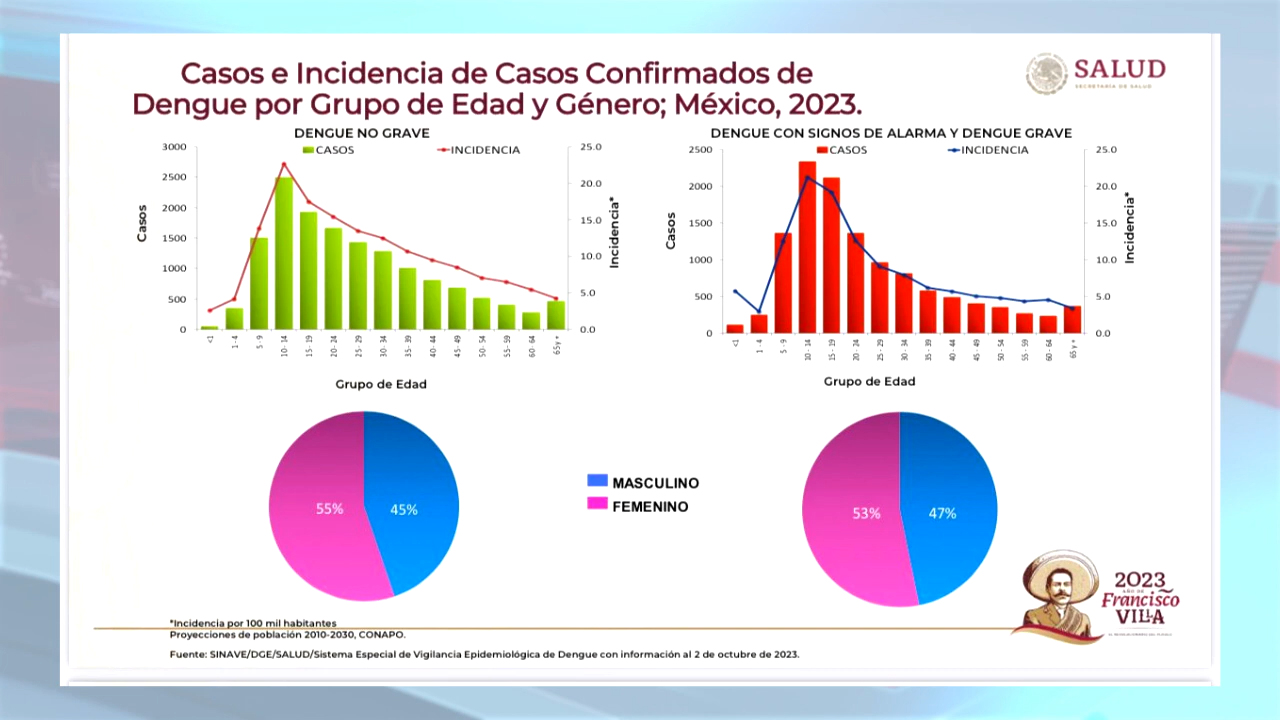 Casos e Incidencia de Casos Confirmados de
Dengue por Grupo de Edad y Género; México, 2023.
SALUD
SECRETARÍA DE SALUD
DENGUE NO GRAVE
CASOS
INCIDENCIA
Casos
3000
2500
2000
1500
1000
500
0
25.0
20.0
15.0
10.0
5.0
0.0
Incidencia*
<1
1 - 4
5 - 9
10 - 14
15 - 19
20 - 24
25 - 29
30 - 34
35 - 39
40 - 44
45 - 49
50 - 54
55 - 59
60 - 64
65 y +
Grupo de Edad
DENGUE CON SIGNOS DE ALARMA Y DENGUE GRAVE
CASOS
INCIDENCIA
Casos
2500
2000
1500
1000
500
0
25.0
20.0
15.0
10.0
5.0
0.0
Incidencia*
<1
1 - 4
5 - 9
10 - 14
15 - 19
20 - 24
25 - 29
30 - 34
35 - 39
40 - 44
45 - 49
50 - 54
55 - 59
60 - 64
65 y +
Grupo de Edad
55%
45%
MASCULINO
FEMENINO
53%
47%
2023
AÑO DE
Francisco
VILLA
*Incidencia por 100 mil habitantes
Proyecciones de población 2010-2030, CONAPO.
Fuente: SINAVE/DGE/SALUD/Sistema Especial de Vigilancia Epidemiológica de Dengue con información al 2 de octubre de 2023.